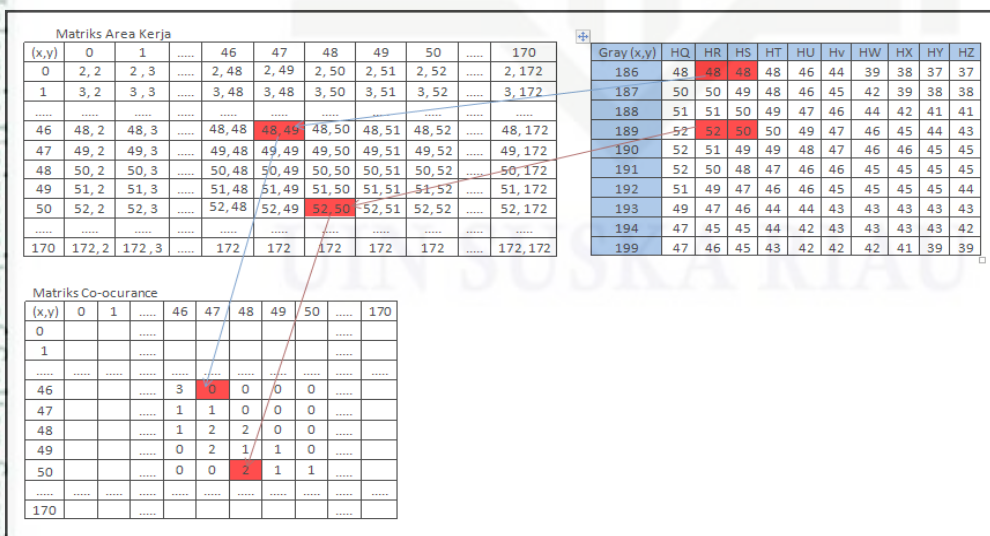 Matriks Area Kerja
(x,y) 0 1 ..... 46 47 48 49 50 ..... 170
0 2, 2 2 , 3 ..... 2, 48 2, 49 2, 50 2, 51 2, 52 ..... 2, 172
1 3, 2 3 , 3 ..... 3, 48 3, 48 3, 50 3, 51 3, 52 ..... 3, 172
..... ..... ..... ..... ..... ..... ..... ..... ..... ..... .....
46 48, 2 48, 3 ..... 48, 48 48, 49 48, 50 48, 51 48, 52 ..... 48, 172
47 49, 2 49, 3 ..... 49, 48 49, 49 49, 50 49, 51 49, 52 ..... 49, 172
48 50, 2 50, 3 ..... 50, 48 50, 49 50, 50 50, 51 50, 52 ..... 50, 172
49 51, 2 51, 3 ..... 51, 48 51, 49 51, 50 51, 51 51, 52 ..... 51, 172
50 52, 2 52, 3 ..... 52, 48 52, 49 52, 50 52, 51 52, 52 ..... 52, 172
..... ..... ..... ..... ..... ..... ..... ..... ..... ..... .....
170 172, 2 172 , 3 ..... 172 172 172 172 172 ..... 172, 172
Gray (x,y) HQ HR HS HT HU Hv HW HX HY HZ
186 48 48 48 48 46 44 39 38 37 37
187 50 50 49 48 46 45 42 39 38 38
188 51 51 50 49 47 46 44 42 41 41
189 52 52 50 50 49 47 46 45 44 43
190 52 51 49 49 48 47 46 46 45 45
191 52 50 48 47 46 46 45 45 45 45
192 51 49 47 46 46 45 45 45 45 44
193 49 47 46 44 44 43 43 43 43 43
194 47 45 45 44 42 43 43 43 43 42
199 47 46 45 43 42 42 42 41 39 39
UIN SUSKA RIAU
Matriks Co-ocurance
(x,y) 0 1 ..... 46 47 48 49 50 ..... 170
0 ..... .....
1 ..... .....
..... ..... ..... ..... ..... ..... ..... ..... ..... ..... .....
46 ..... 3 0 0 0 0 .....
47 ..... 1 1 0 0 0 .....
48 ..... 1 2 2 0 0 .....
49 ..... 0 2 1 1 0 .....
50 ..... 0 0 2 1 1 .....
..... ..... ..... ..... ..... ..... ..... ..... ..... ..... .....
170 ..... .....